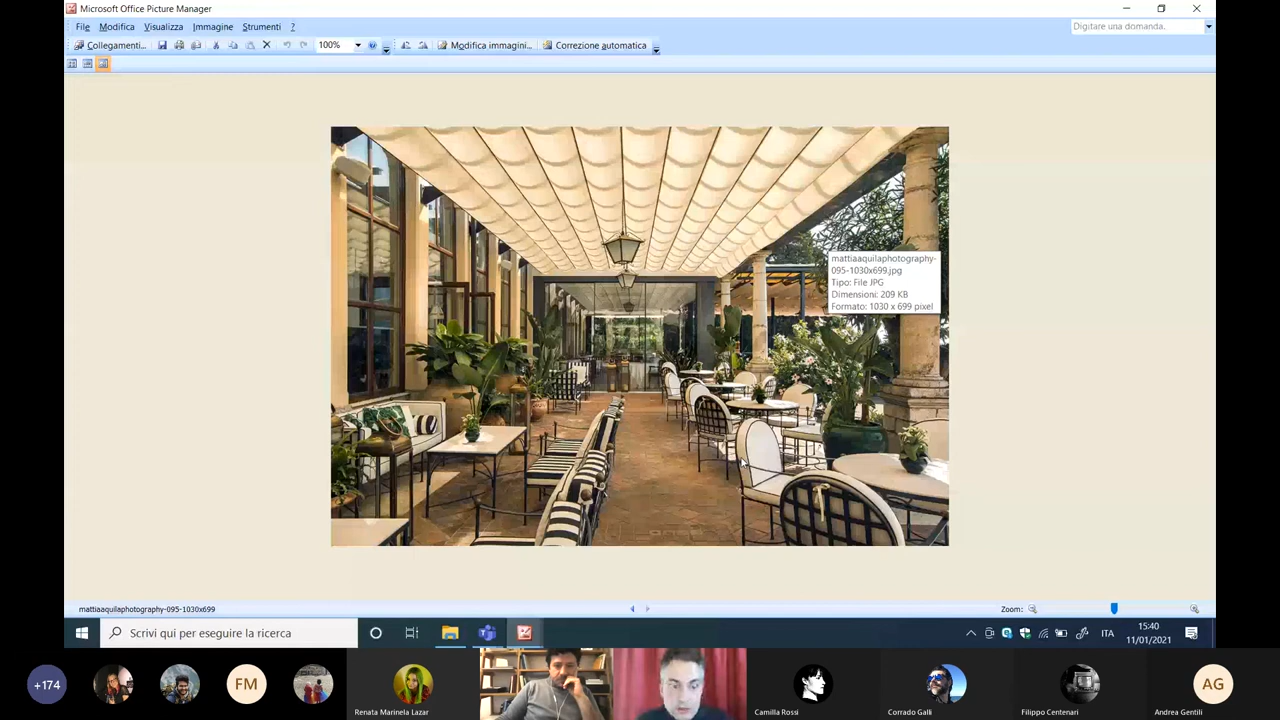 Microsoft Office Picture Manager
File Modifica Visualizza Immagine Strumenti ?
Digitare una domanda.
Collegamenti...
100%
Modifica immagini...
Correzione automatica
mattiaaquilaphotography-
095-1030x699.jpg
Tipo: File JPG
Dimensioni: 209 KB
Formato: 1030 x 699 pixel
mattiaaquilaphotography-095-1030x699
Zoom:
Scrivi qui per eseguire la ricerca
ITA
15:40
11/01/2021
+174
FM
AG
Renata Marinela Lazar
Camilla Rossi
Corrado Galli
Filippo Centenari
Andrea Gentili